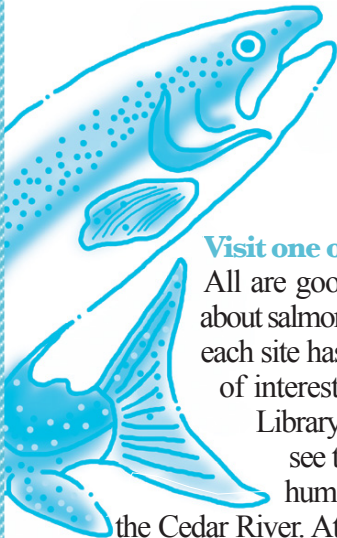 Visit one o
All are goo
about salmon
each site has
of interest
Library
see t
hum
the Cedar River. At